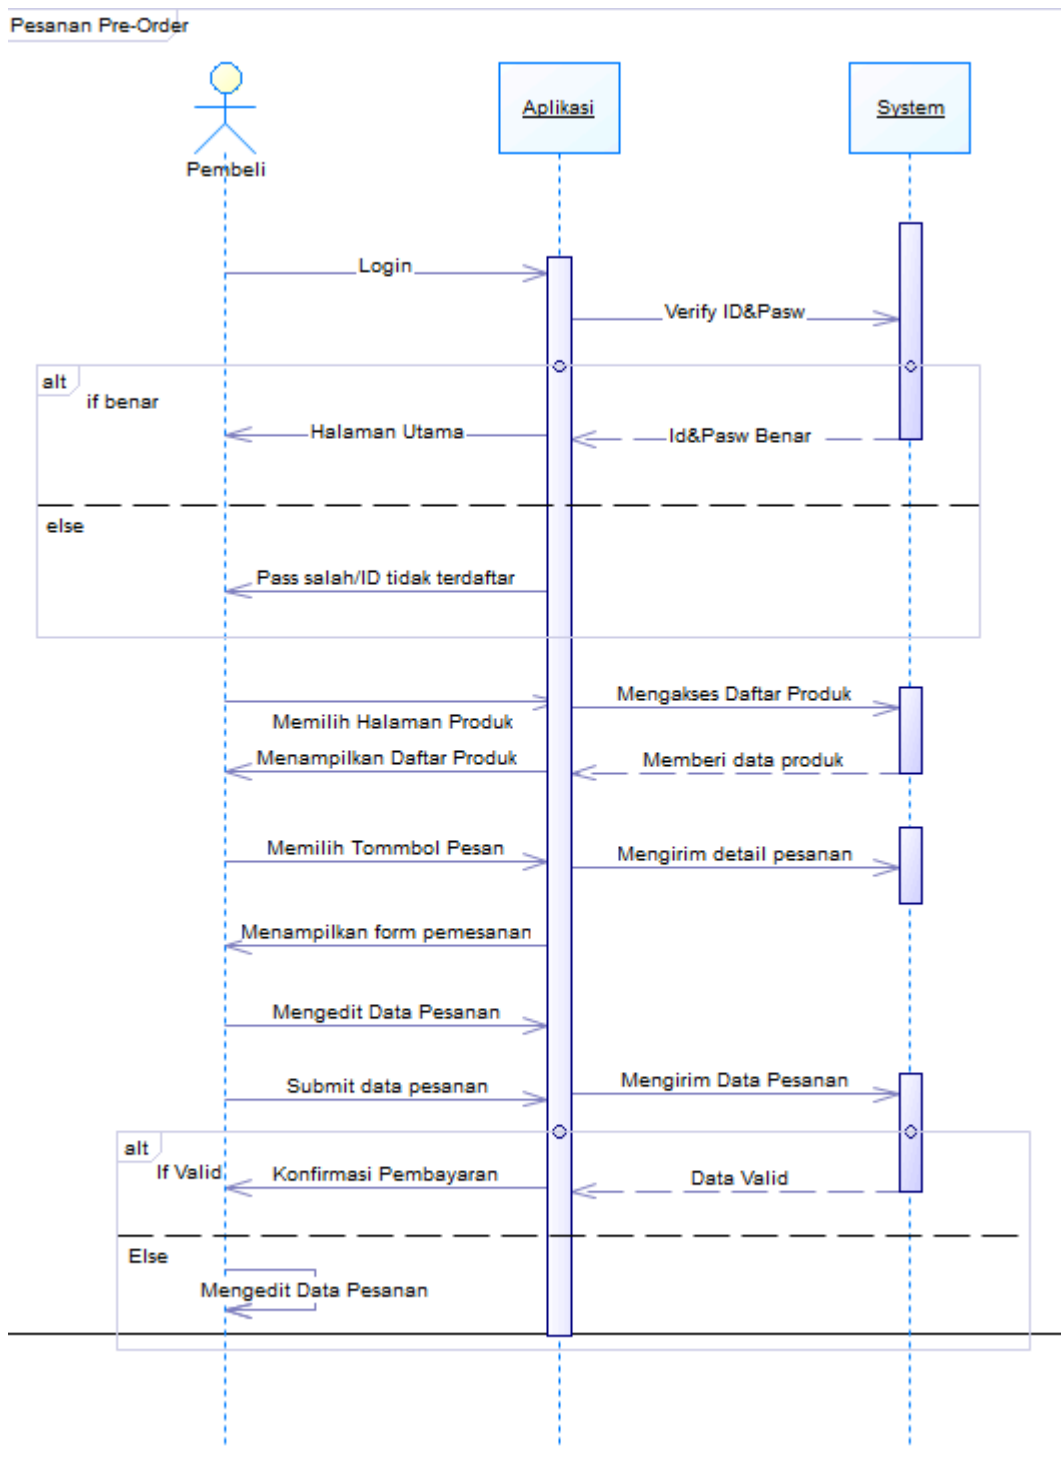 Pesanan Pre-Order
Pembeli
Aplikasi
System
Login
Verify ID&Pasw
alt
if benar
Halaman Utama
Id&Pasw Benar
else
Pass salah/ID tidak terdaftar
Mengakses Daftar Produk
Memilih Halaman Produk
Menampilkan Daftar Produk
Memberi data produk
Memilih Tommbol Pesan
Mengirim detail pesanan
Menampilkan form pemesanan
Mengedit Data Pesanan
Submit data pesanan
Mengirim Data Pesanan
alt
If Valid
Konfirmasi Pembayaran
Data Valid
Else
Mengedit Data Pesanan